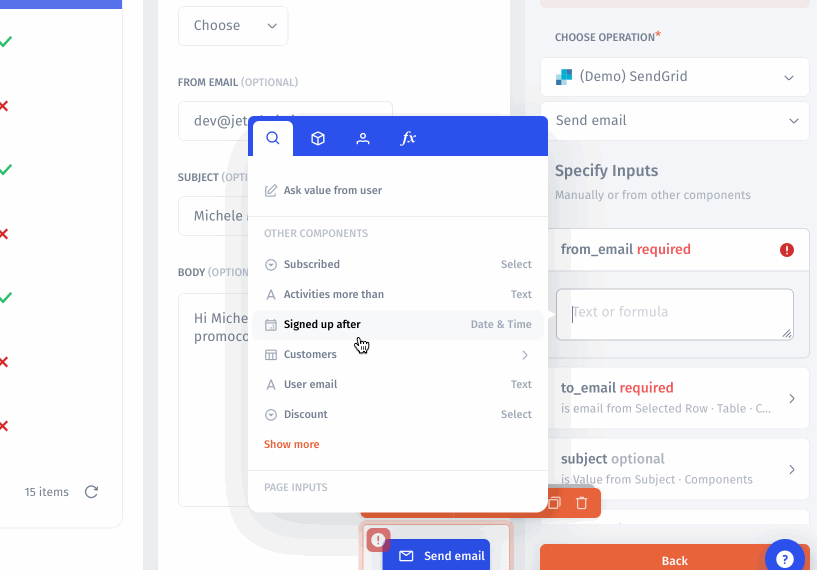 Choose
FROM EMAIL (OPTIONAL)
SUBJECT
Michele
BODY
Hi Miche
promoco
15 items
fx
Ask value from user
OTHER COMPONENTS
Subscribed Select
Activities more than Text
Signed up after Date & Time
Customers
User email Text
Discount Select
Show more
PAGE INPUTS
Send email
CHOOSE OPERATION*
(Demo) SendGrid
Send email
Specify Inputs
Manually or from other components
from_email required
Text or formula
to_email required
is email from Selected Row · Table · C...
subject optional
is Value from Subject · Components
Back
?